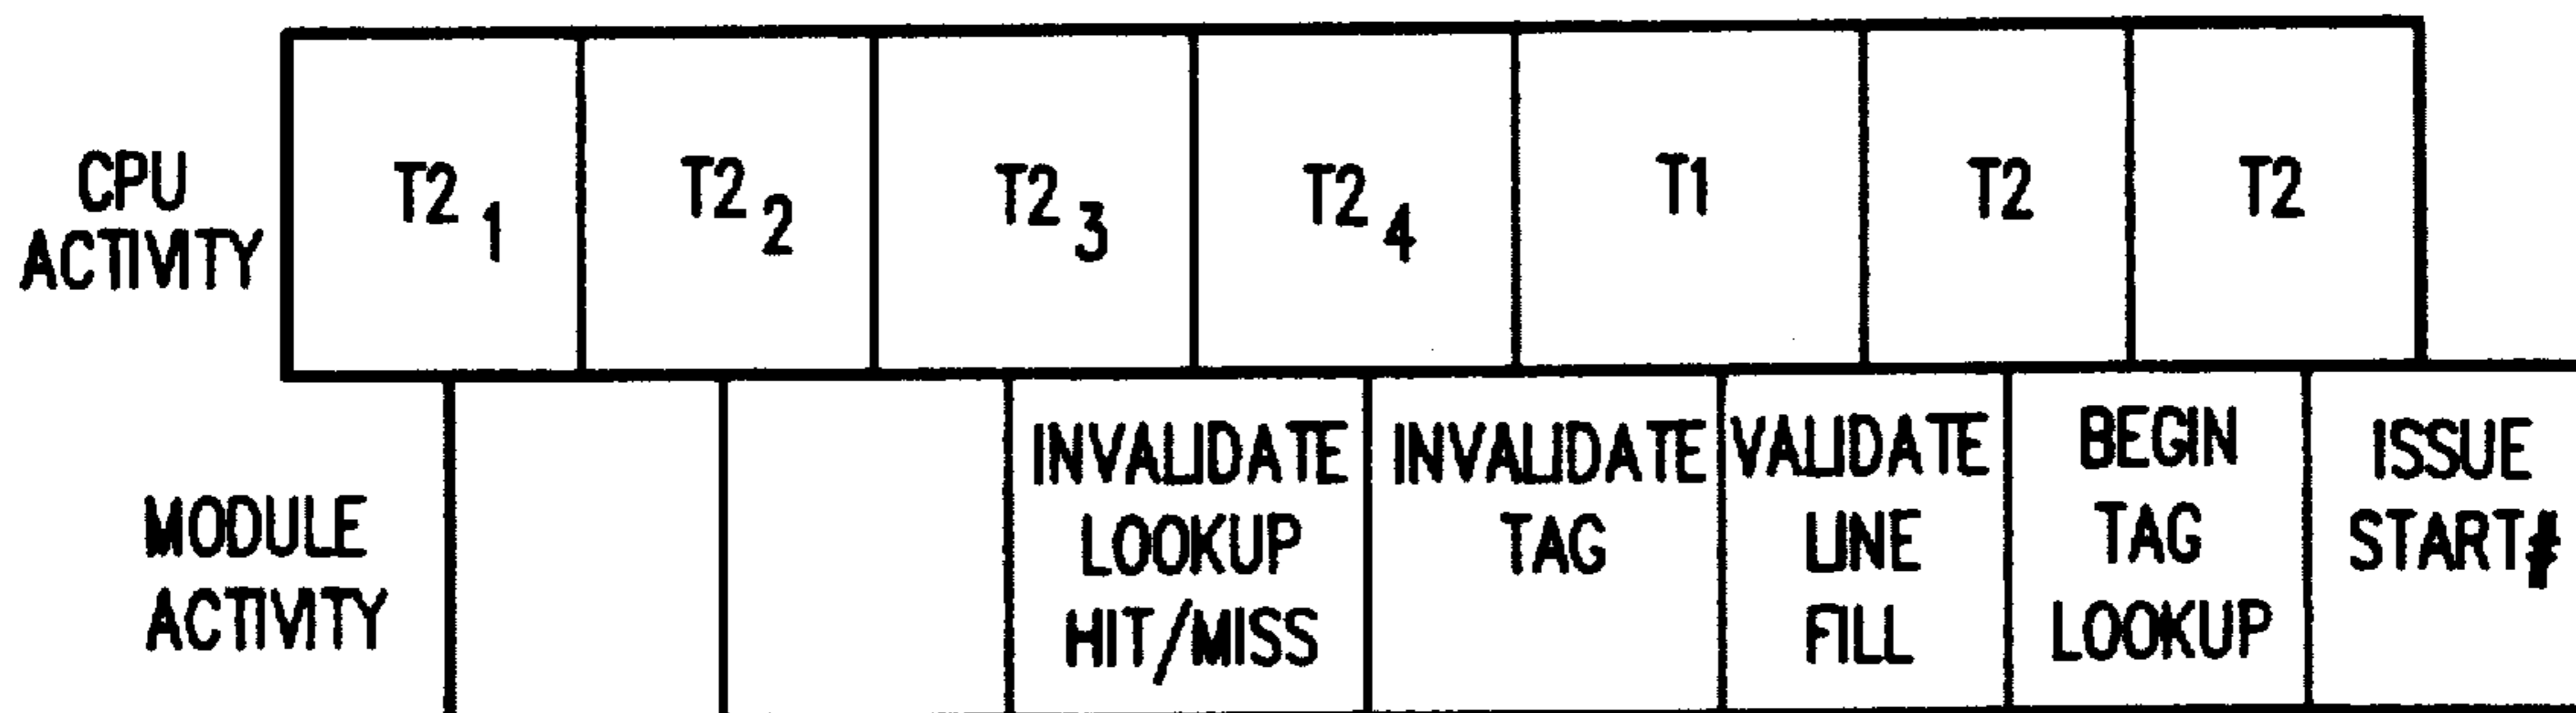 CPU ACTIVITY
T2 1
T2 2
T2 3
T2 4
T1
T2
T2
MODULE ACTIVITY
INVALIDATE
LOOKUP
HIT/MISS
INVALIDATE
TAG
VALIDATE
LINE
FILL
BEGIN
TAG
LOOKUP
ISSUE
START#